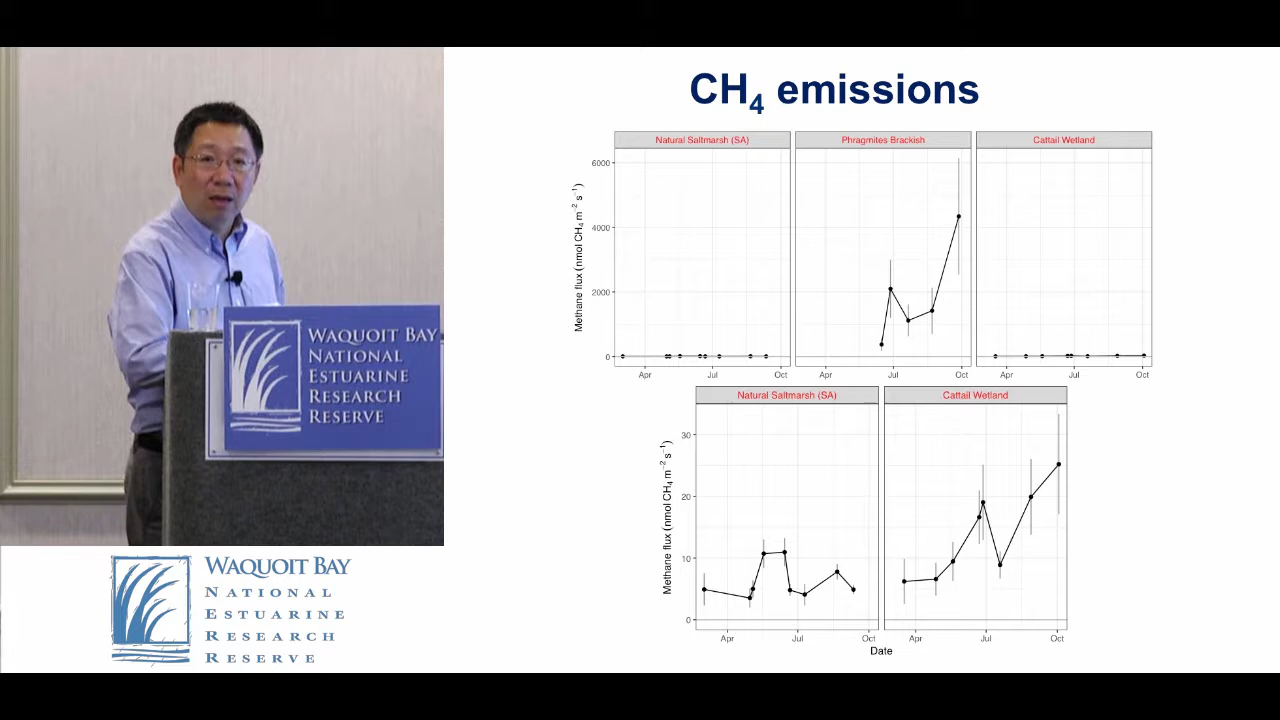 CH4 emissions
Natural Saltmarsh (SA)
Phragmites Brackish
Cattail Wetland
Methane flux (nmol CH4 m−2 s−1)
6000
4000
2000
0
Apr
Jul
Oct
Apr
Jul
Oct
Apr
Jul
Oct
Natural Saltmarsh (SA)
Cattail Wetland
Methane flux (nmol CH4 m−2 s−1)
30
20
10
0
Apr
Jul
Oct
Apr
Jul
Oct
Date
WAQUOIT BAY
NATIONAL
ESTUARINE
RESEARCH
RESERVE
WAQUOIT BAY
NATIONAL
ESTUARINE
RESEARCH
RESERVE